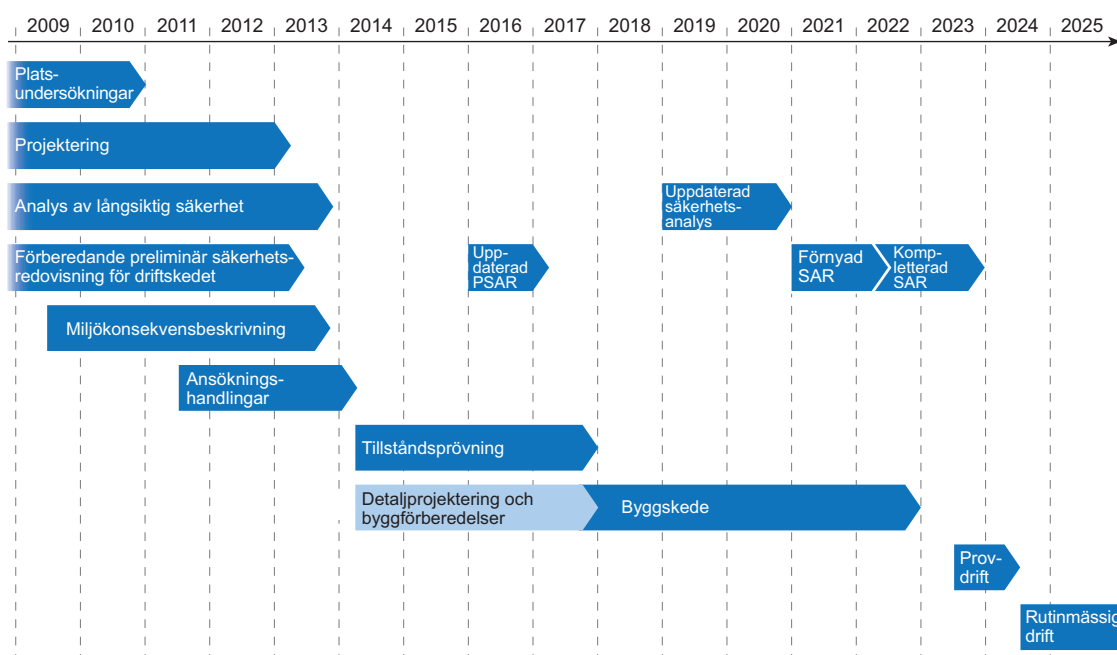 2009 2010 2011 2012 2013 2014 2015 2016 2017 2018 2019 2020 2021 2022 2023 2024 2025
Plats-
undersökningar
Projektering
Analys av långsiktig säkerhet
Uppdaterad
säkerhets-
analys
Förberedande preliminär säkerhets-
redovisning för driftskedet
Upp-
daterad
PSAR
Förnyad
SAR
Komp-
letterad
SAR
Miljökonsekvensbeskrivning
Ansöknings-
handlingar
Tillståndsprövning
Detaljprojektering och
byggförberedelser
Byggskede
Prov-
drift
Rutinmässig
drift